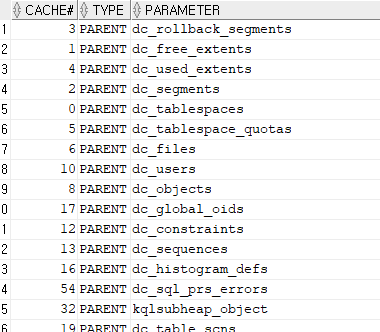 CACHE# TYPE PARAMETER
1 3 PARENT dc_rollback_segments
2 1 PARENT dc_free_extents
3 4 PARENT dc_used_extents
4 2 PARENT dc_segments
5 0 PARENT dc_tablespaces
6 5 PARENT dc_tablespace_quotas
7 6 PARENT dc_files
8 10 PARENT dc_users
9 8 PARENT dc_objects
0 17 PARENT dc_global_oids
1 12 PARENT dc_constraints
2 13 PARENT dc_sequences
3 16 PARENT dc_histogram_defs
4 54 PARENT dc_sql_prs_errors
5 32 PARENT kqlsubheap_object
6 19 PARENT dc_table_scns